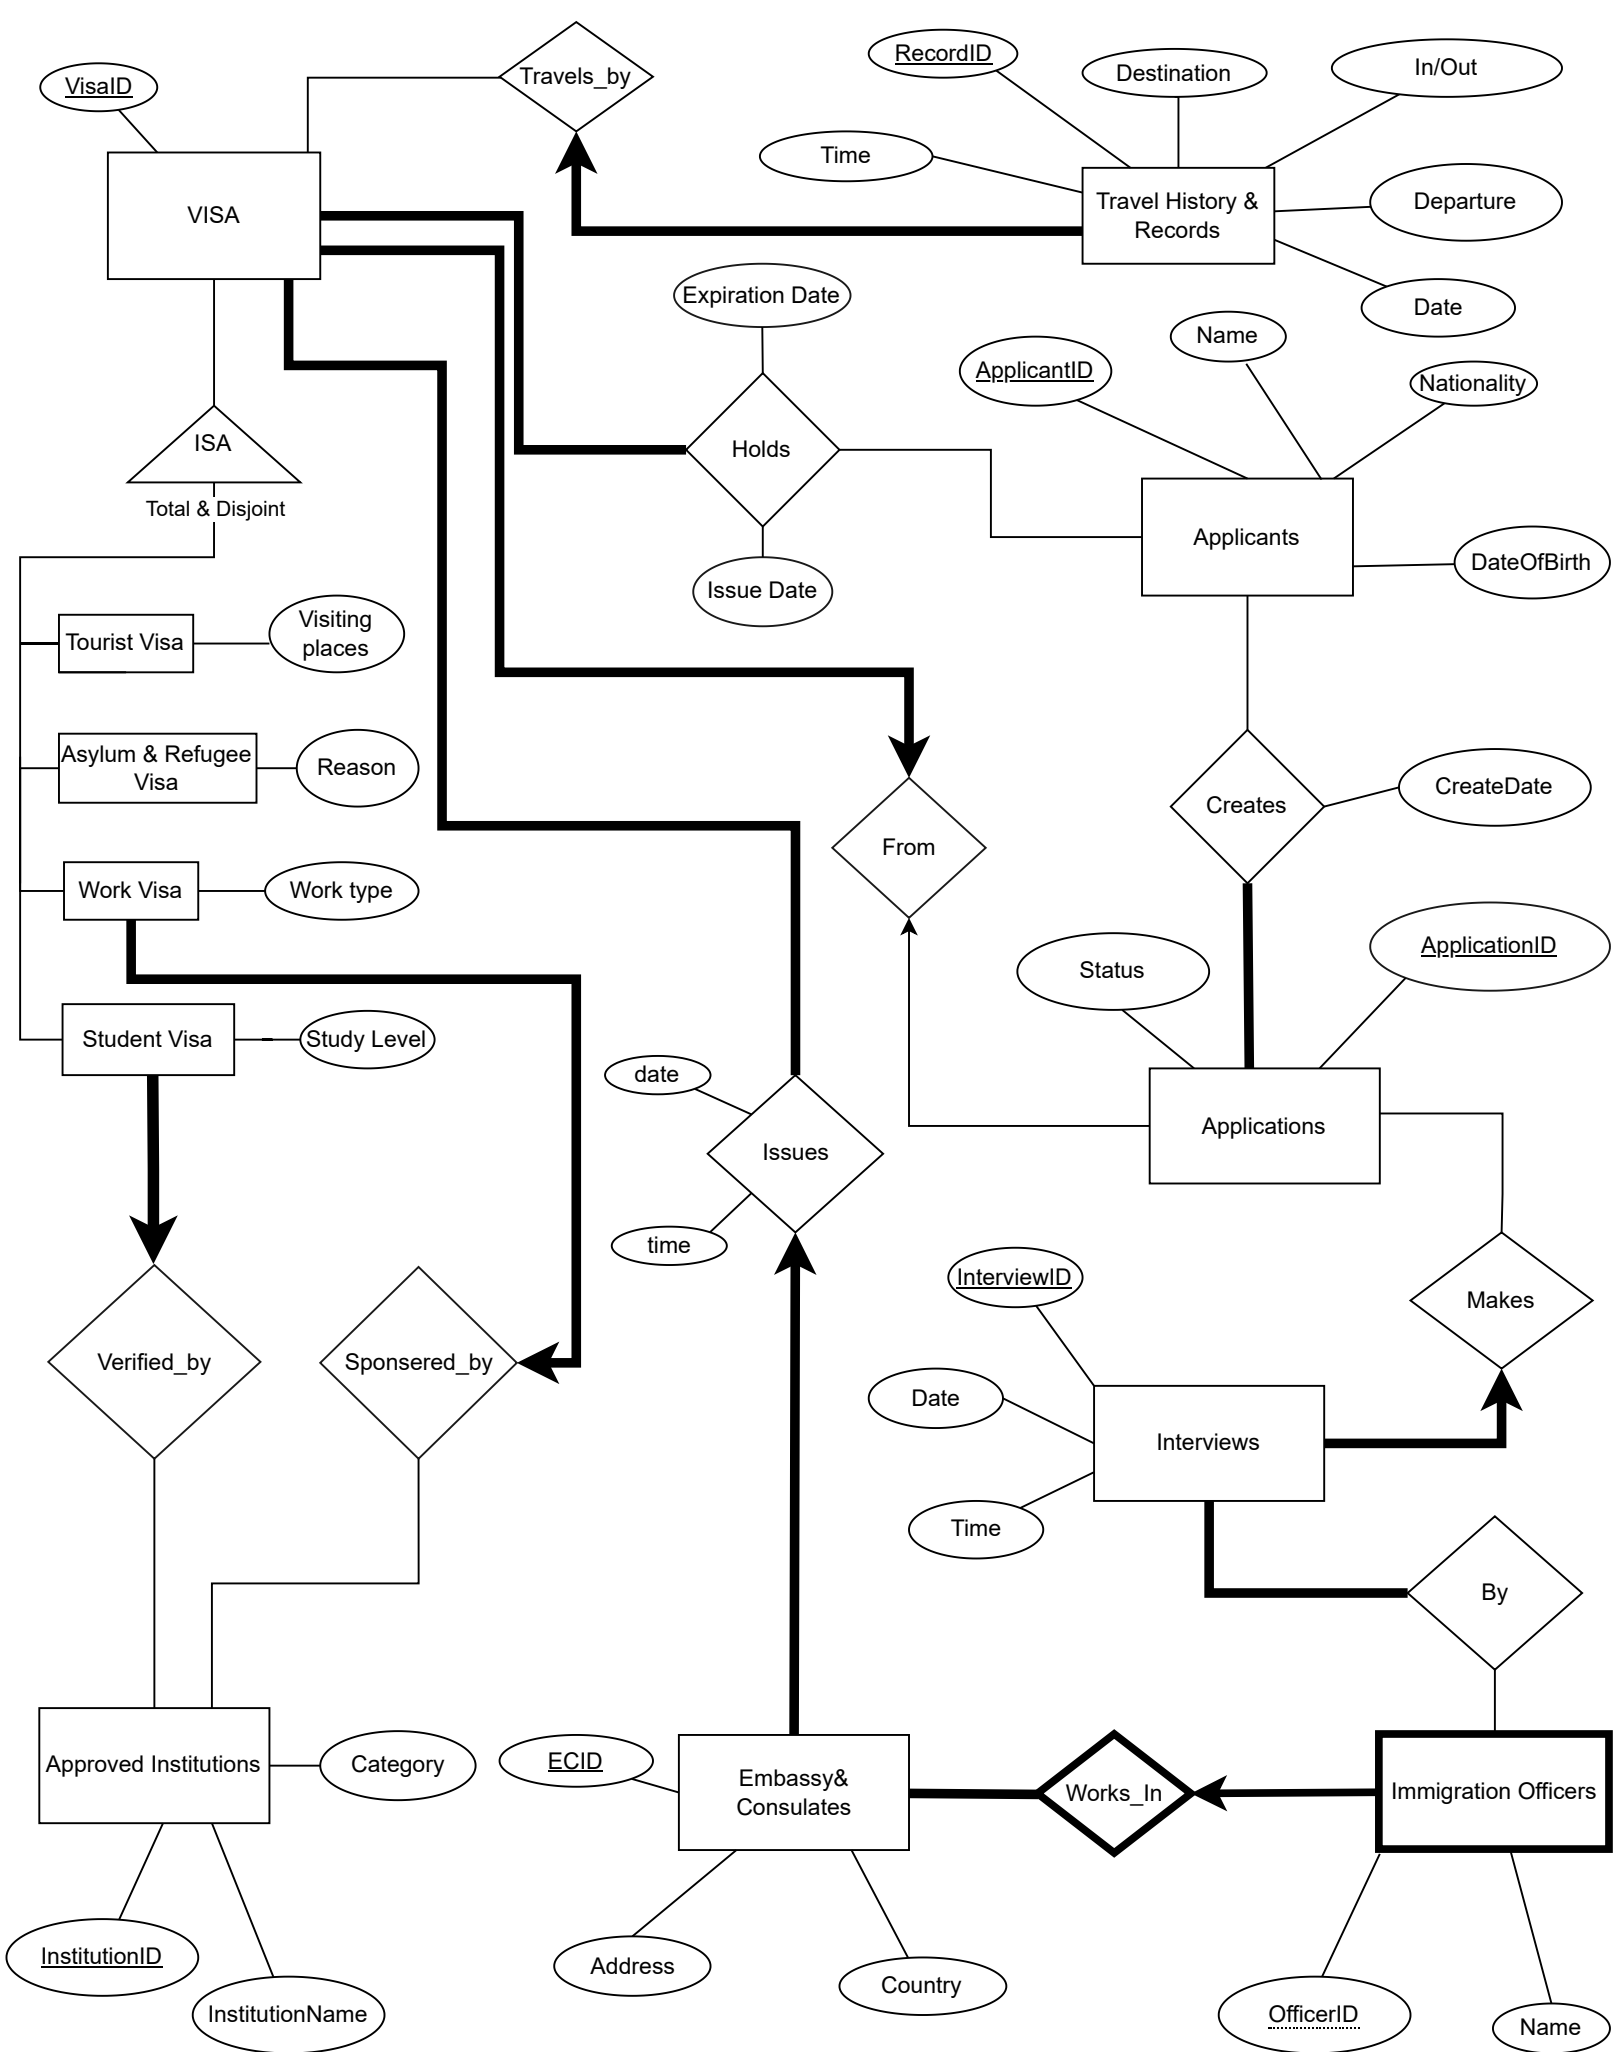 RecordID
Destination
In/Out
Travels_by
VisaID
Time
VISA
Travel History &
Records
Departure
Expiration Date
Date
Name
ApplicantID
Nationality
ISA
Holds
Total & Disjoint
Applicants
DateOfBirth
Issue Date
Visiting
places
Tourist Visa
Asylum & Refugee
Visa
Reason
Creates
CreateDate
From
Work Visa
Work type
ApplicationID
Status
Student Visa
Study Level
date
Applications
Issues
time
InterviewID
Makes
Verified_by
Sponsered_by
Date
Interviews
Time
By
Approved Institutions
Category
ECID
Embassy&
Consulates
Works_In
Immigration Officers
InstitutionID
Address
Country
InstitutionName
OfficerID
Name